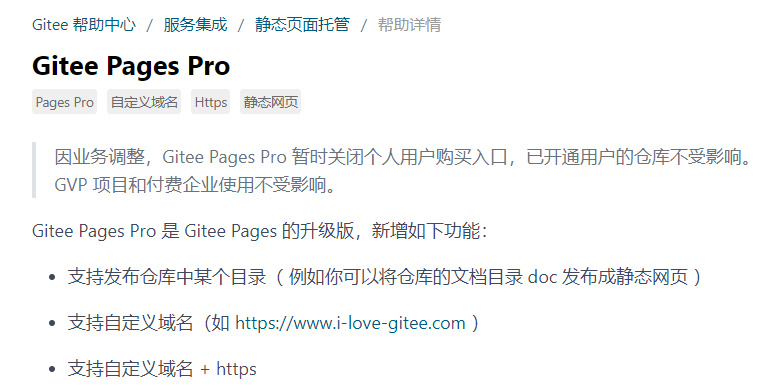 Gitee 帮助中心 / 服务集成 / 静态页面托管 / 帮助详情
Gitee Pages Pro
Pages Pro 自定义域名 Https 静态网页
因业务调整，Gitee Pages Pro 暂时关闭个人用户购买入口，已开通用户的仓库不受影响。
GVP 项目和付费企业使用不受影响。
Gitee Pages Pro 是 Gitee Pages 的升级版，新增如下功能：
• 支持发布仓库中某个目录（ 例如你可以将仓库的文档目录 doc 发布成静态网页 ）
• 支持自定义域名（如 https://www.i-love-gitee.com ）
• 支持自定义域名 + https